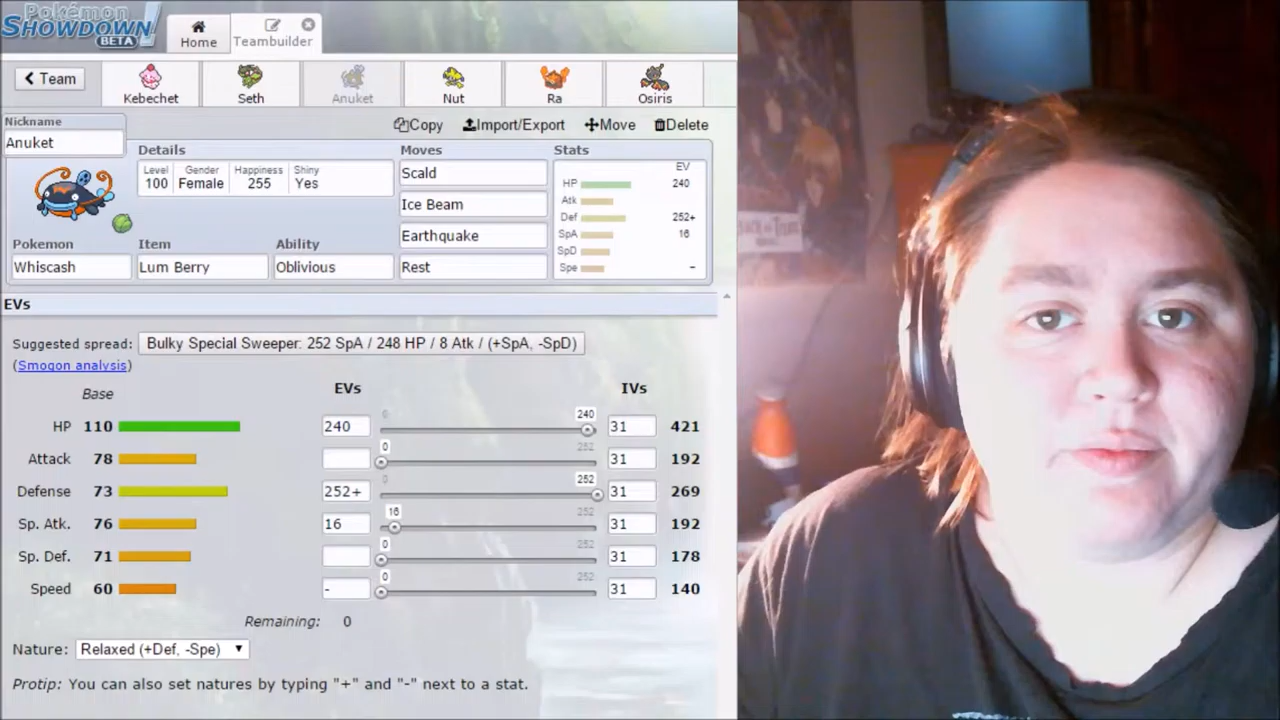 Pokémon
SHOWDOWN!
BETA
Home
Teambuilder
Team
Kebechet
Seth
Anuket
Nut
Ra
Osiris
Nickname
Anuket
Copy
Import/Export
Move
Delete
Details
Level
Gender
Happiness
Shiny
100
Female
255
Yes
Moves
Scald
Ice Beam
Earthquake
Rest
Stats
EV
HP 240
Atk
Def 252+
SpA 16
SpD
Spe -
Pokemon
Item
Ability
Whiscash
Lum Berry
Oblivious
EVs
Suggested spread: Bulky Special Sweeper: 252 SpA / 248 HP / 8 Atk / (+SpA, -SpD)
(Smogon analysis)
Base EVs IVs
HP 110 240 0 240 31 421
Attack 78 0 252 31 192
Defense 73 252+ 0 252 31 269
Sp. Atk. 76 16 16 252 31 192
Sp. Def. 71 0 252 31 178
Speed 60 - 0 252 31 140
Remaining: 0
Nature: Relaxed (+Def, -Spe)
Protip: You can also set natures by typing "+" and "-" next to a stat.